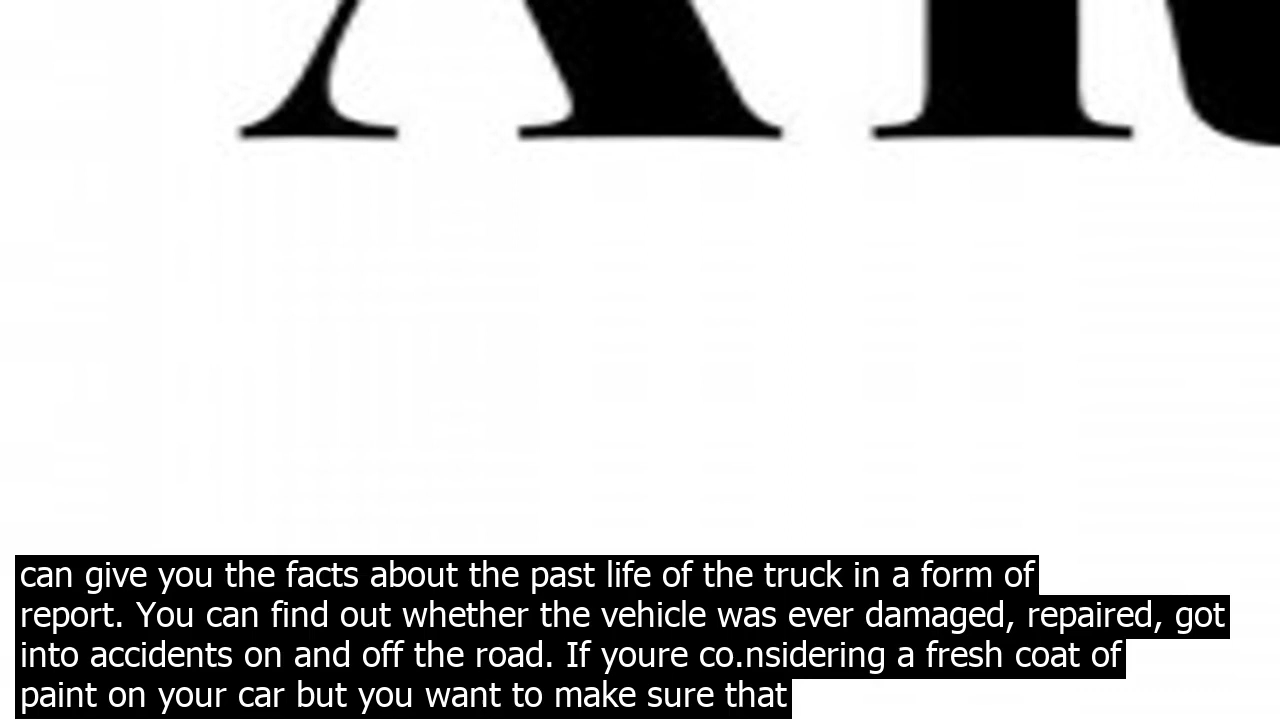 AR
can give you the facts about the past life of the truck in a form of
report. You can find out whether the vehicle was ever damaged, repaired, got
into accidents on and off the road. If youre co.nsidering a fresh coat of
paint on your car but you want to make sure that